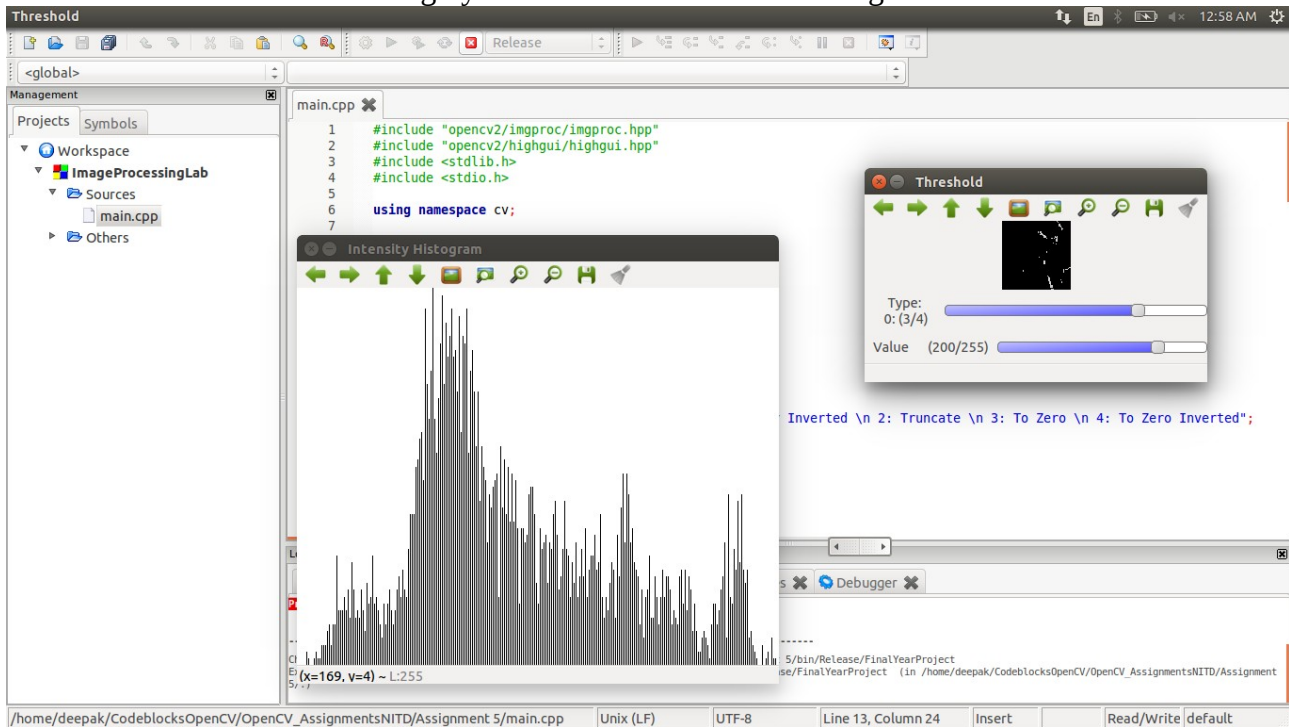 Threshold
En
12:58 AM
Release
<global>
Management
Projects
Symbols
Workspace
ImageProcessingLab
Sources
main.cpp
Others
main.cpp
1 #include "opencv2/imgproc/imgproc.hpp"
2 #include "opencv2/highgui/highgui.hpp"
3 #include <stdlib.h>
4 #include <stdio.h>
5
6 using namespace cv;
7
Intensity Histogram
(x=169, y=4) ~ L:255
Threshold
Type:
0: (3/4)
Value (200/255)
Inverted \n 2: Truncate \n 3: To Zero \n 4: To Zero Inverted";
Debugger
5/bin/Release/FinalYearProject
se/FinalYearProject (in /home/deepak/CodeblocksOpenCV/OpenCV_AssignmentsNITD/Assignment
5/.)
/home/deepak/CodeblocksOpenCV/OpenCV_AssignmentsNITD/Assignment 5/main.cpp Unix (LF) UTF-8 Line 13, Column 24 Insert Read/Write default